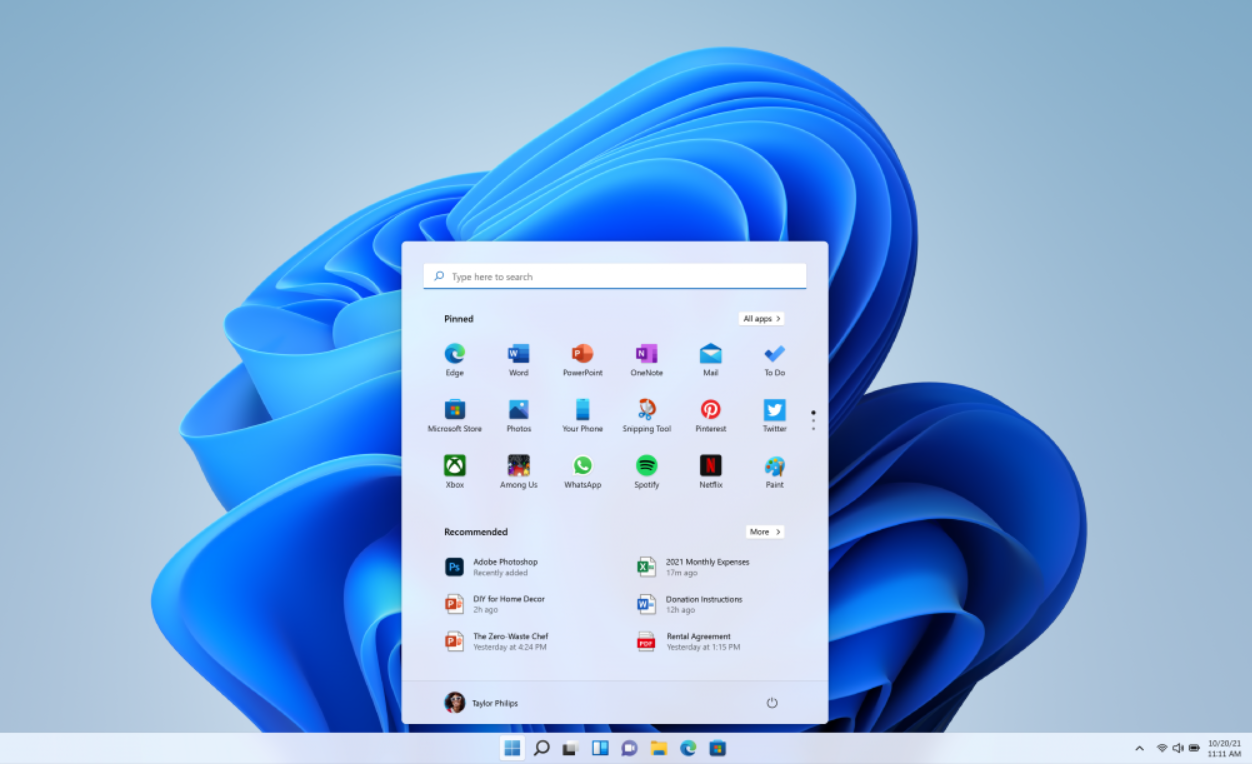 Type here to search
Pinned
All apps
Edge
Word
PowerPoint
OneNote
Mail
To Do
Microsoft Store
Photos
Your Phone
Snipping Tool
Pinterest
Twitter
Xbox
Among Us
WhatsApp
Spotify
Netflix
Paint
Recommended
More
Ps
Adobe Photoshop
Recently added
2021 Monthly Expenses
17m ago
DIY for Home Decor
2h ago
Donation Instructions
12h ago
The Zero-Waste Chef
Yesterday at 4:24 PM
PDF
Rental Agreement
Yesterday at 1:15 PM
Taylor Philips
10/20/21
11:11 AM